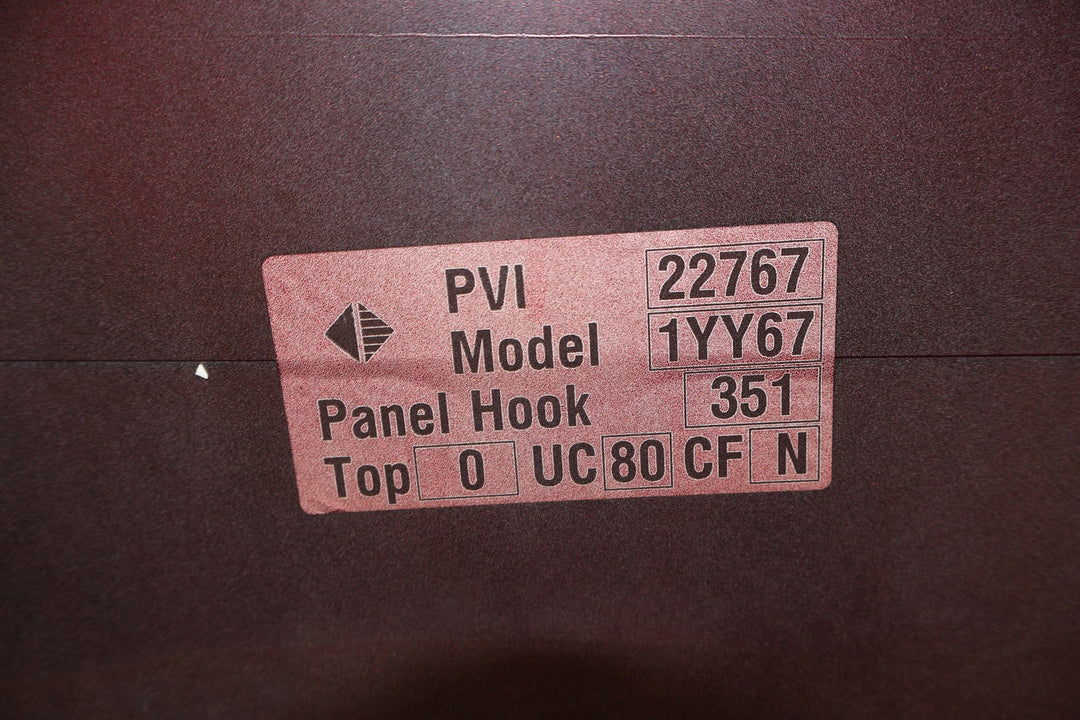 PVI 22767
Model 1YY67
Panel Hook 351
Top 0 UC 80 CF N